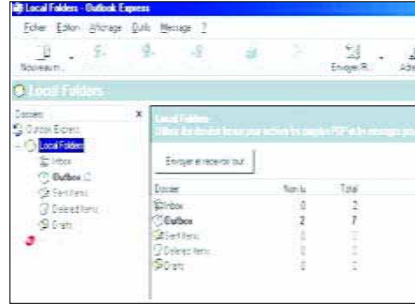 Local Folders - Outlook Express
Fichier Edition Affichage Outils Message ?
Nouveau m... Envoyer/R...
Local Folders
Dossiers x
Outlook Express
Local Folders
Inbox
Outbox
Sent Items
Deleted Items
Drafts
Local Folders
Envoyer et recevoir tout
Dossier Non lu Total
Inbox 0 2
Outbox 2 7
Sent Items
Deleted Items
Drafts